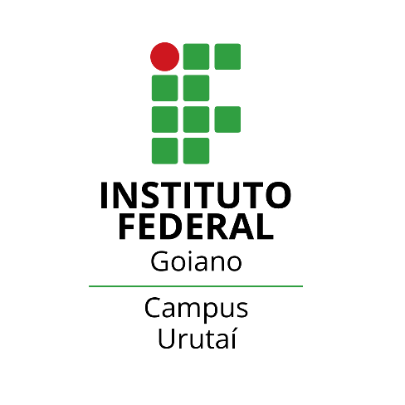 INSTITUTO
FEDERAL
Goiano
Campus
Urutaí